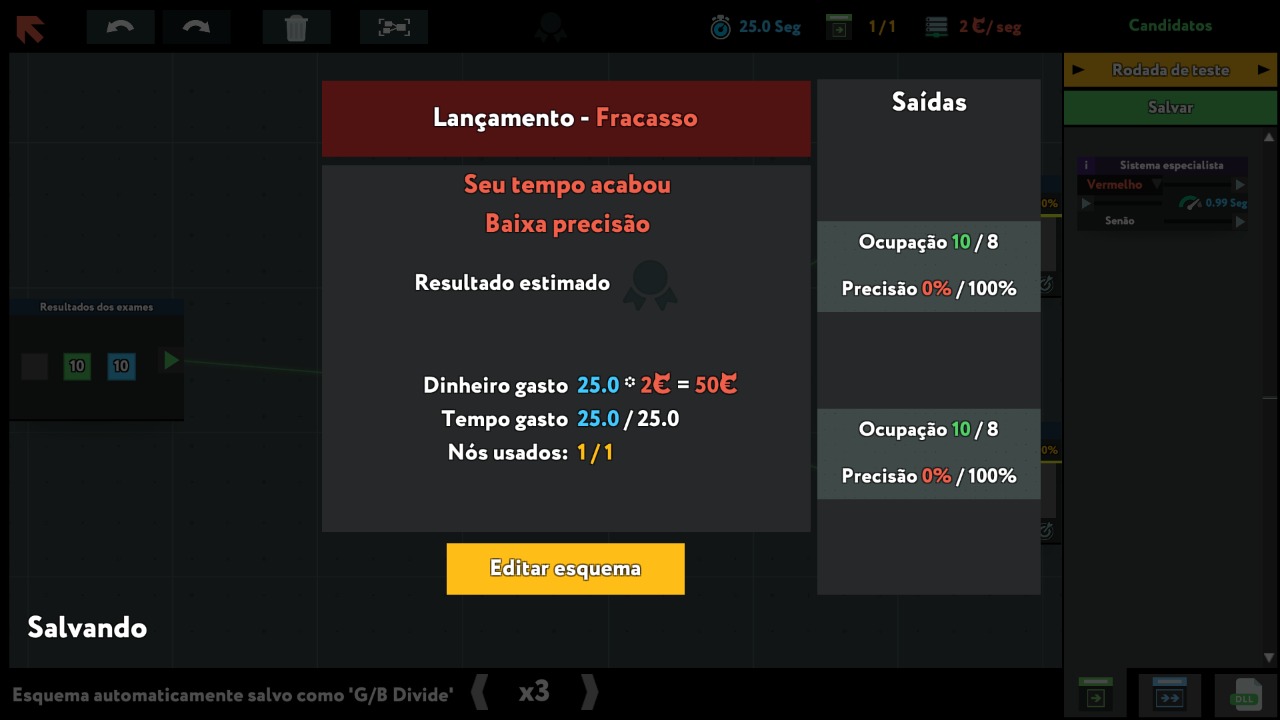 25.0 Seg
1/1
2 €/seg
Candidatos
Rodada de teste
Salvar
Lançamento - Fracasso
Saídas
Seu tempo acabou
Baixa precisão
Resultado estimado
Sistema especialista
Vermelho
0.99 Seg
Senão
0%
Ocupação 10 / 8
Precisão 0% / 100%
Resultados dos exames
10
10
Dinheiro gasto 25.0 * 2€ = 50€
Tempo gasto 25.0 / 25.0
Nós usados: 1 / 1
Ocupação 10 / 8
Precisão 0% / 100%
0%
Editar esquema
Salvando
Esquema automaticamente salvo como 'G/B Divide'
x3
DLL